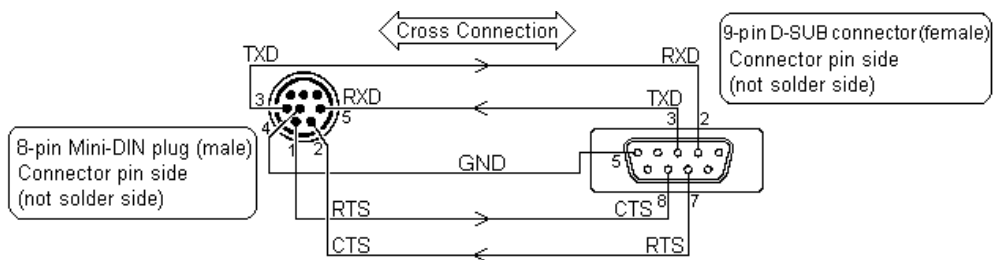 Cross Connection
9-pin D-SUB connector(female)
Connector pin side
(not solder side)
TXD
RXD
3
RXD
5
TXD
3
2
4
8-pin Mini-DIN plug (male)
Connector pin side
(not solder side)
1
2
GND
5
RTS
CTS
8
7
CTS
RTS